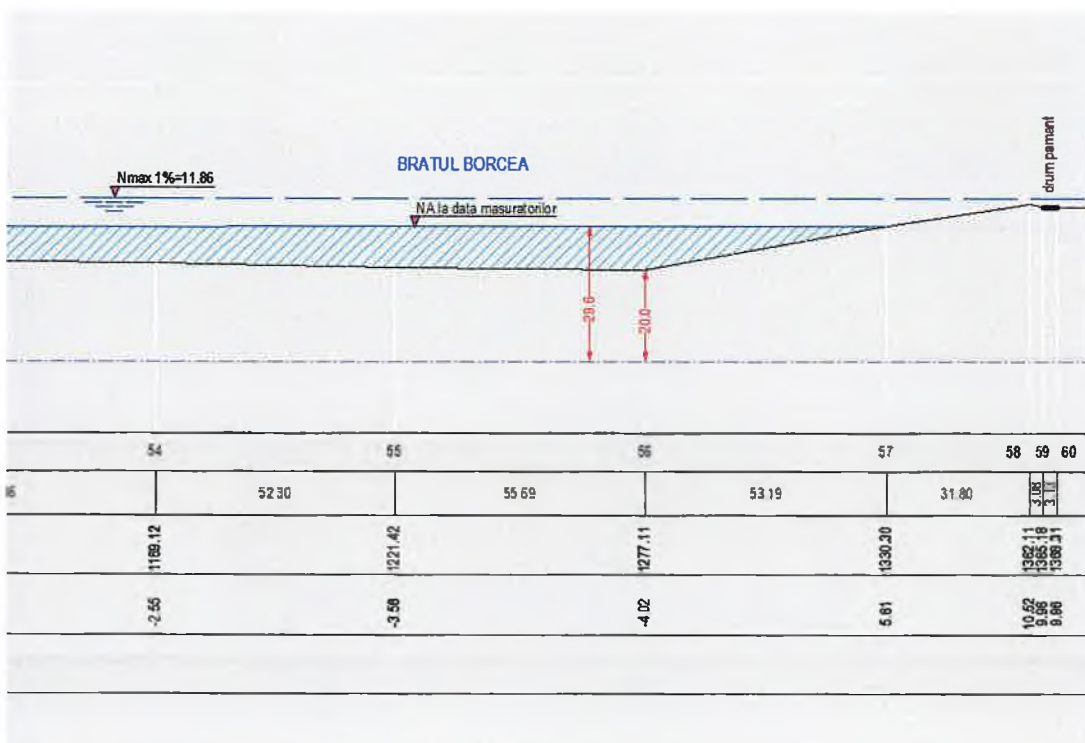 drum pamant
BRATUL BORCEA
Nmax 1%=11.86
NA la data masuratorilor
29.6
20.0
54 55 56 57 58 59 60
52.30 55.69 53.19 31.80 3.08
1169.12 1221.42 1277.11 1330.30 1362.11 1365.18 1368.31
-2.55 -3.58 -4.02 5.61 10.52 9.96 9.86